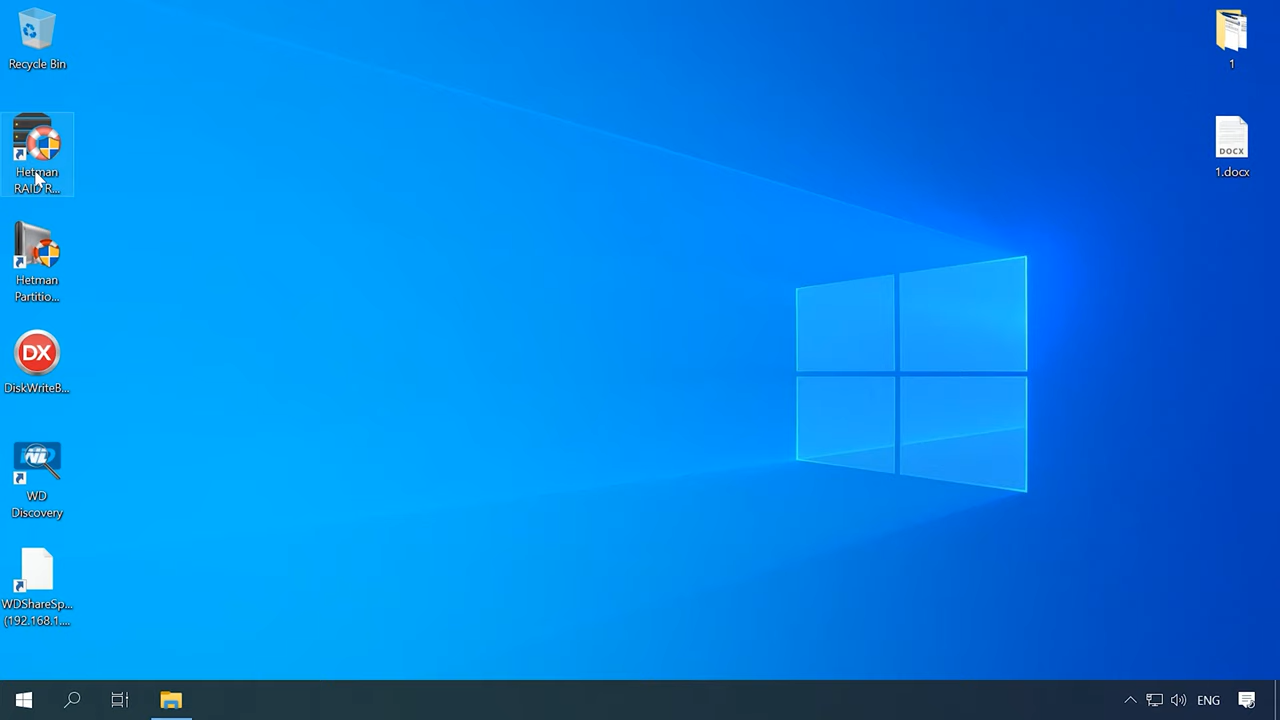 Recycle Bin
Hetman
RAID R...
Hetman
Partitio...
DX
DiskWriteB...
WD
WD
Discovery
WDShareSp...
(192.168.1....
1
DOCX
1.docx
ENG